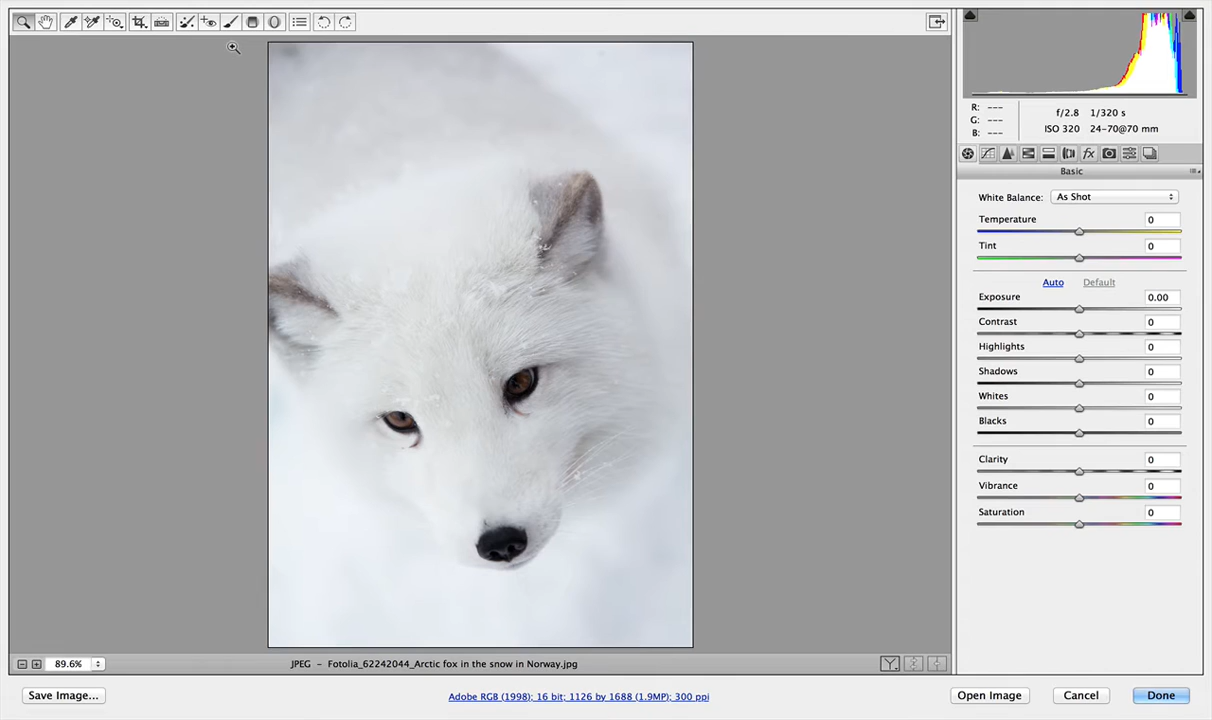 R: ---
G: ---
B: ---
f/2.8 1/320 s
ISO 320 24-70@70 mm
fx
Basic
White Balance: As Shot
Temperature 0
Tint 0
Auto Default
Exposure 0.00
Contrast 0
Highlights 0
Shadows 0
Whites 0
Blacks 0
Clarity 0
Vibrance 0
Saturation 0
89.6% JPEG – Fotolia_62242044_Arctic fox in the snow in Norway.jpg Y
Save Image... Adobe RGB (1998); 16 bit; 1126 by 1688 (1.9MP); 300 ppi Open Image Cancel Done